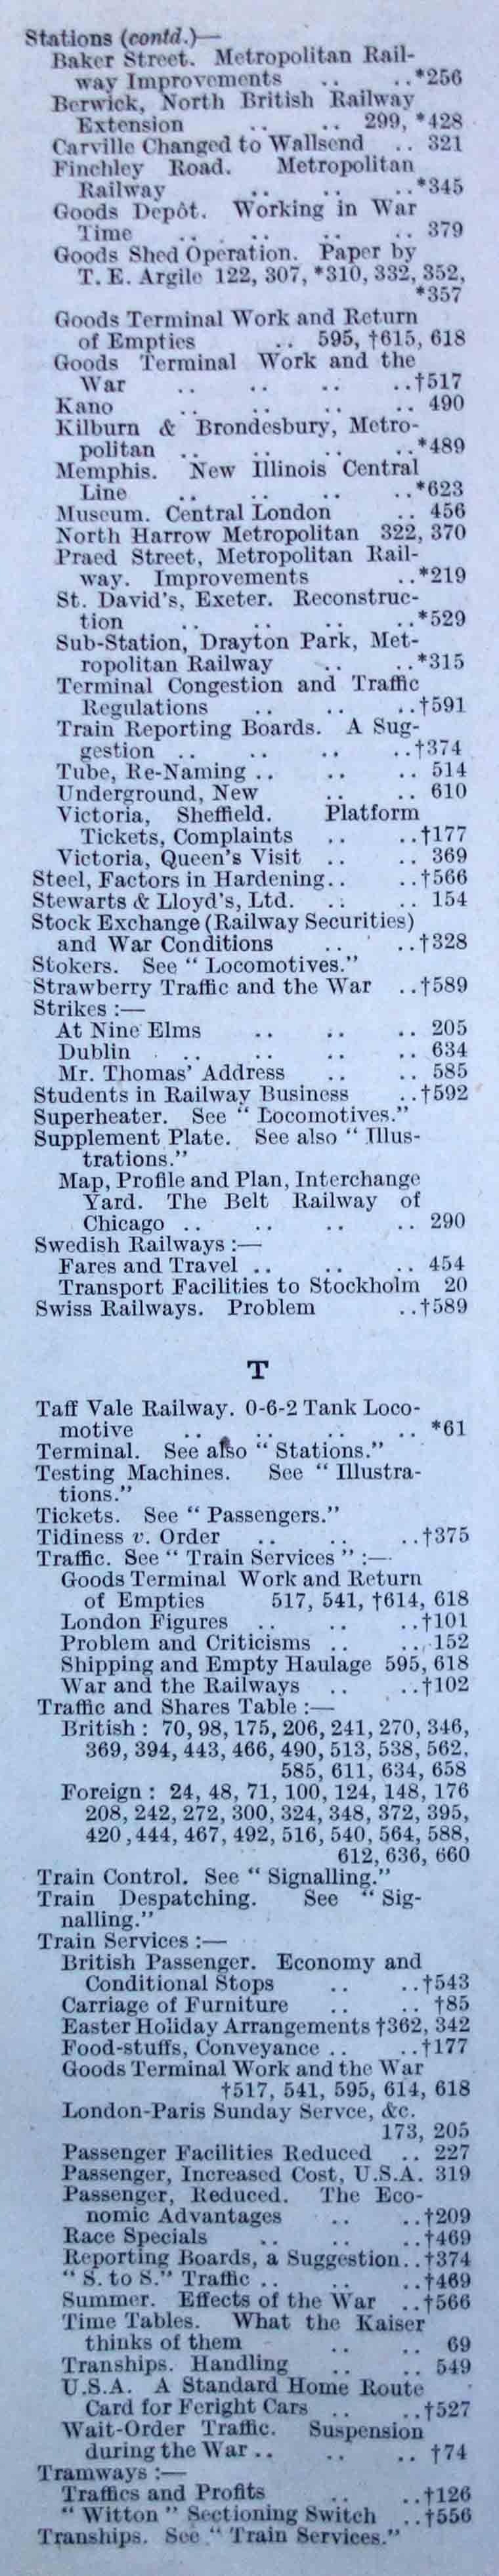 Stations (contd.)—
Baker Street. Metropolitan Rail-
way Improvements .. ..*256
Berwick, North British Railway
Extension .. .. 299, *428
Carville Changed to Wallsend .. 321
Finchley Road. Metropolitan
Railway .. .. .. ..*345
Goods Depôt. Working in War
Time .. .. .. .. .. 379
Goods Shed Operation. Paper by
T. E. Argile 122, 307, *310, 332, 352,
*357
Goods Terminal Work and Return
of Empties .. 595, †615, 618
Goods Terminal Work and the
War .. .. .. ..†517
Kano .. .. .. .. 490
Kilburn & Brondesbury, Metro-
politan .. .. .. ..*489
Memphis. New Illinois Central
Line .. .. .. ..*623
Museum. Central London .. 456
North Harrow Metropolitan 322, 370
Praed Street, Metropolitan Rail-
way. Improvements ..*219
St. David's, Exeter. Reconstruc-
tion .. .. .. ..*529
Sub-Station, Drayton Park, Met-
ropolitan Railway .. ..*315
Terminal Congestion and Traffic
Regulations .. .. ..†591
Train Reporting Boards. A Sug-
gestion .. .. .. ..†374
Tube, Re-Naming .. .. .. 514
Underground, New .. .. 610
Victoria, Sheffield. Platform
Tickets, Complaints .. ..†177
Victoria, Queen's Visit .. .. 369
Steel, Factors in Hardening.. ..†566
Stewarts & Lloyd's, Ltd. .. .. 154
Stock Exchange (Railway Securities)
and War Conditions .. ..†328
Stokers. See " Locomotives."
Strawberry Traffic and the War ..†589
Strikes :—
At Nine Elms .. .. .. 205
Dublin .. .. .. .. 634
Mr. Thomas' Address .. .. 585
Students in Railway Business ..†592
Superheater. See " Locomotives."
Supplement Plate. See also " Illus-
trations."
Map, Profile and Plan, Interchange
Yard. The Belt Railway of
Chicago .. .. .. .. 290
Swedish Railways :—
Fares and Travel .. .. .. 454
Transport Facilities to Stockholm 20
Swiss Railways. Problem ..†589
T
Taff Vale Railway. 0-6-2 Tank Loco-
motive .. .. .. .. *61
Terminal. See also " Stations."
Testing Machines. See " Illustra-
tions."
Tickets. See " Passengers."
Tidiness v. Order .. .. ..†375
Traffic. See " Train Services " :—
Goods Terminal Work and Return
of Empties 517, 541, †614, 618
London Figures .. .. ..†101
Problem and Criticisms .. .. 152
Shipping and Empty Haulage 595, 618
War and the Railways .. ..†102
Traffic and Shares Table :—
British : 70, 98, 175, 206, 241, 270, 346,
369, 394, 443, 466, 490, 513, 538, 562,
585, 611, 634, 658
Foreign : 24, 48, 71, 100, 124, 148, 176
208, 242, 272, 300, 324, 348, 372, 395,
420 ,444, 467, 492, 516, 540, 564, 588,
612, 636, 660
Train Control. See " Signalling."
Train Despatching. See " Sig-
nalling."
Train Services :—
British Passenger. Economy and
Conditional Stops .. ..†543
Carriage of Furniture .. .. †85
Easter Holiday Arrangements †362, 342
Food-stuffs, Conveyance .. ..†177
Goods Terminal Work and the War
†517, 541, 595, 614, 618
London-Paris Sunday Servce, &c.
173, 205
Passenger Facilities Reduced .. 227
Passenger, Increased Cost, U.S.A. 319
Passenger, Reduced. The Eco-
nomic Advantages .. ..†209
Race Specials .. .. ..†469
Reporting Boards, a Suggestion..†374
" S. to S." Traffic .. .. ..†469
Summer. Effects of the War ..†566
Time Tables. What the Kaiser
thinks of them .. .. 69
Tranships. Handling .. .. 549
U.S.A. A Standard Home Route
Card for Feright Cars .. ..†527
Wait-Order Traffic. Suspension
during the War .. .. .. †74
Tramways :—
Traffics and Profits .. ..†126
" Witton " Sectioning Switch ..†556
Tranships. See " Train Services."